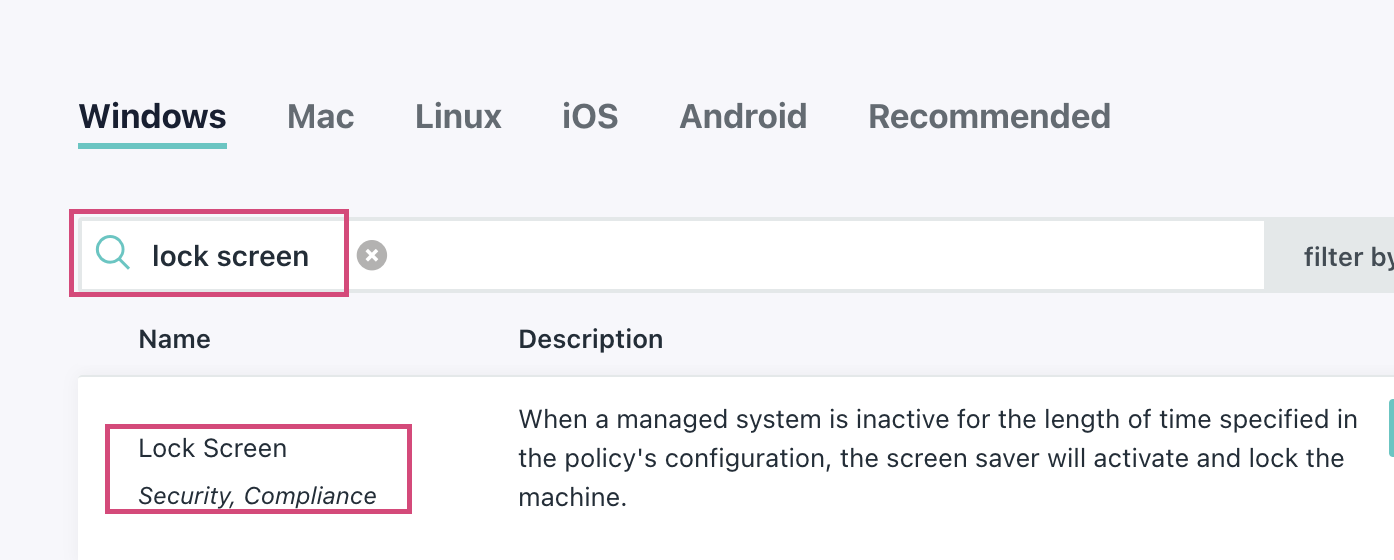 Windows Mac Linux iOS Android Recommended
lock screen
filter by
Name Description
Lock Screen
Security, Compliance
When a managed system is inactive for the length of time specified in
the policy's configuration, the screen saver will activate and lock the
machine.